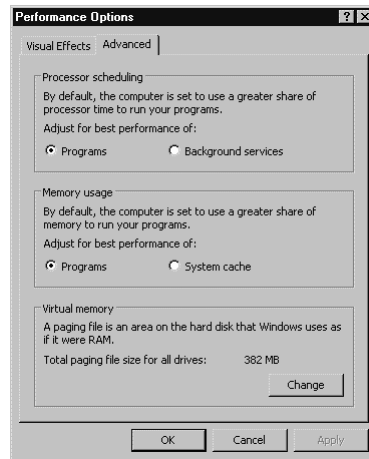 Performance Options
Visual Effects Advanced
Processor scheduling
By default, the computer is set to use a greater share of
processor time to run your programs.
Adjust for best performance of:
Programs Background services
Memory usage
By default, the computer is set to use a greater share of
memory to run your programs.
Adjust for best performance of:
Programs System cache
Virtual memory
A paging file is an area on the hard disk that Windows uses as
if it were RAM.
Total paging file size for all drives: 382 MB
Change
OK Cancel Apply